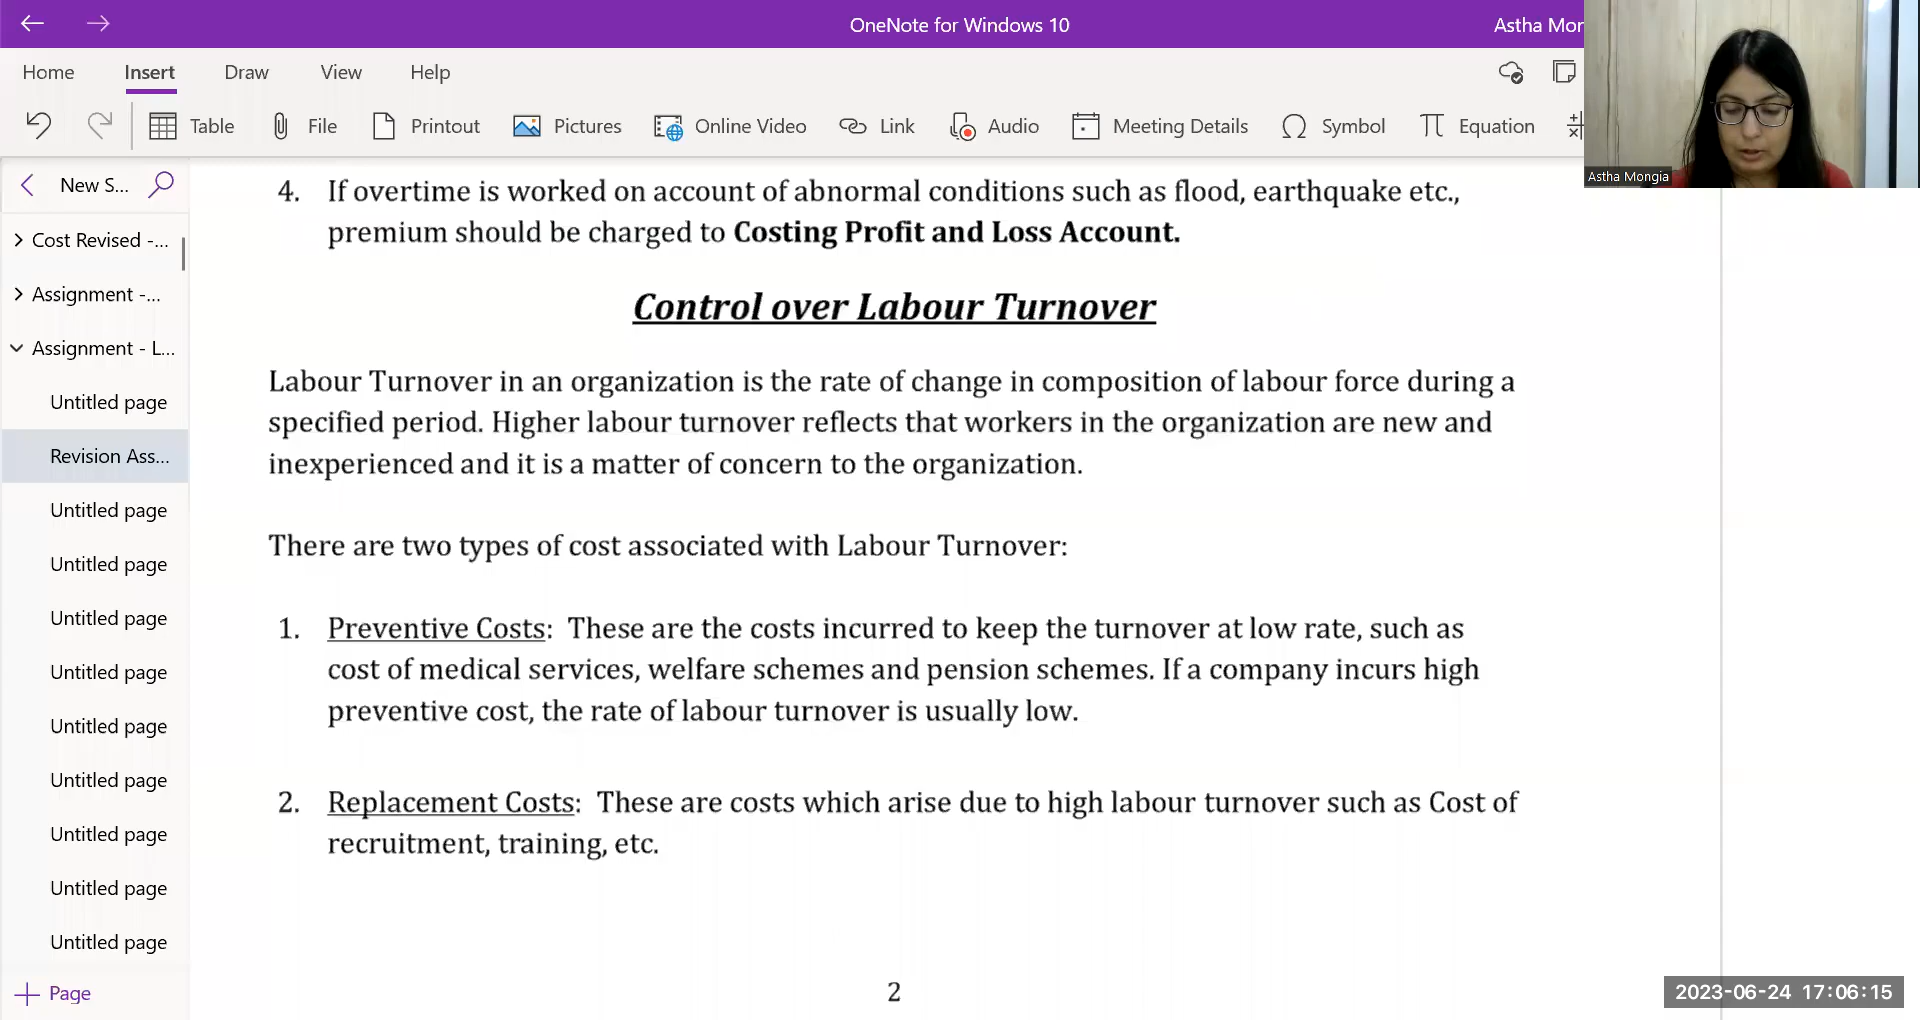 OneNote for Windows 10
Astha Mor
Home Insert Draw View Help
Table File Printout Pictures Online Video Link Audio Meeting Details Symbol Equation
Astha Mongia
New S...
Cost Revised -...
Assignment -...
Assignment - L...
Untitled page
Revision Ass...
Untitled page
Untitled page
Untitled page
Untitled page
Untitled page
Untitled page
Untitled page
Untitled page
Untitled page
Page
4. If overtime is worked on account of abnormal conditions such as flood, earthquake etc.,
premium should be charged to Costing Profit and Loss Account.
Control over Labour Turnover
Labour Turnover in an organization is the rate of change in composition of labour force during a
specified period. Higher labour turnover reflects that workers in the organization are new and
inexperienced and it is a matter of concern to the organization.
There are two types of cost associated with Labour Turnover:
1. Preventive Costs: These are the costs incurred to keep the turnover at low rate, such as
cost of medical services, welfare schemes and pension schemes. If a company incurs high
preventive cost, the rate of labour turnover is usually low.
2. Replacement Costs: These are costs which arise due to high labour turnover such as Cost of
recruitment, training, etc.
2
2023-06-24 17:06:15